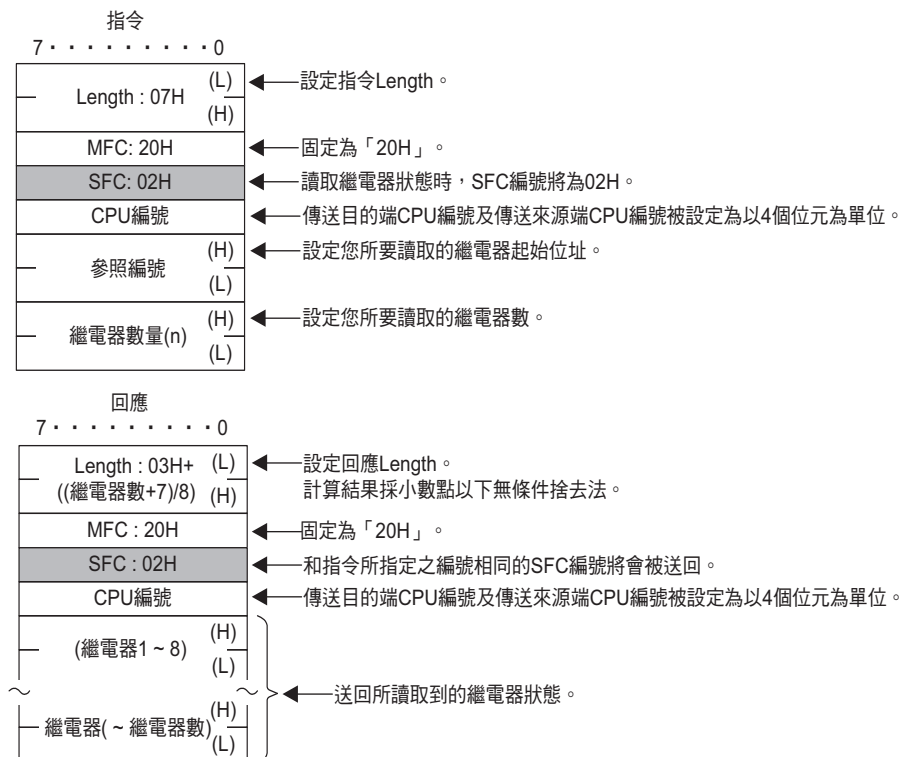 指令
7 · · · · · · · · · 0
Length : 07H
(L)
(H)
設定指令Length。
MFC: 20H
固定為「20H」。
SFC: 02H
讀取繼電器狀態時，SFC編號將為02H。
CPU編號
傳送目的端CPU編號及傳送來源端CPU編號被設定為以4個位元為單位。
參照編號
(H)
(L)
設定您所要讀取的繼電器起始位址。
繼電器數量(n)
(H)
(L)
設定您所要讀取的繼電器數。
回應
7 · · · · · · · · · 0
Length : 03H+
((繼電器數+7)/8)
(L)
(H)
設定回應Length。
計算結果採小數點以下無條件捨去法。
MFC : 20H
固定為「20H」。
SFC : 02H
和指令所指定之編號相同的SFC編號將會被送回。
CPU編號
傳送目的端CPU編號及傳送來源端CPU編號被設定為以4個位元為單位。
(繼電器1 ~ 8)
(H)
(L)
送回所讀取到的繼電器狀態。
繼電器( ~ 繼電器數)
(H)
(L)